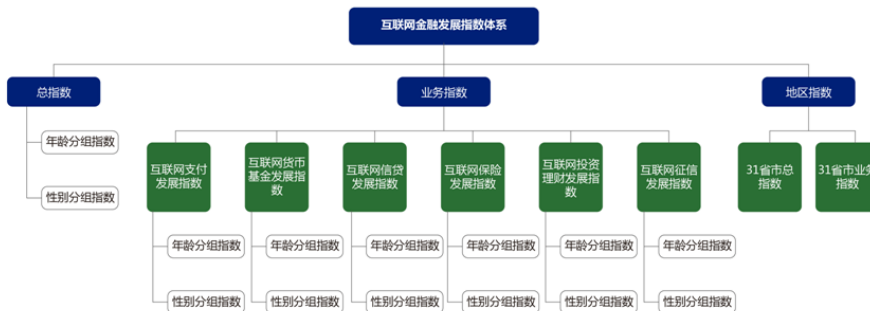 互联网金融发展指数体系
总指数
业务指数
地区指数
年龄分组指数
性别分组指数
互联网支付
发展指数
互联网货币
基金发展指
数
互联网信贷
发展指数
互联网保险
发展指数
互联网投资
理财发展指
数
互联网征信
发展指数
31省市总
指数
31省市业务
指数
年龄分组指数
年龄分组指数
年龄分组指数
年龄分组指数
年龄分组指数
年龄分组指数
性别分组指数
性别分组指数
性别分组指数
性别分组指数
性别分组指数
性别分组指数